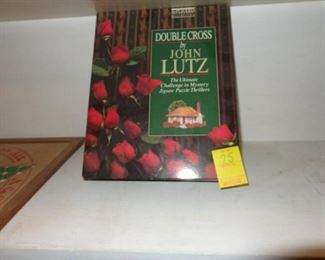 DOUBLE CROSS
by
JOHN
LUTZ
The Ultimate
Challenge in Mystery
Jigsaw Puzzle Thrillers
25